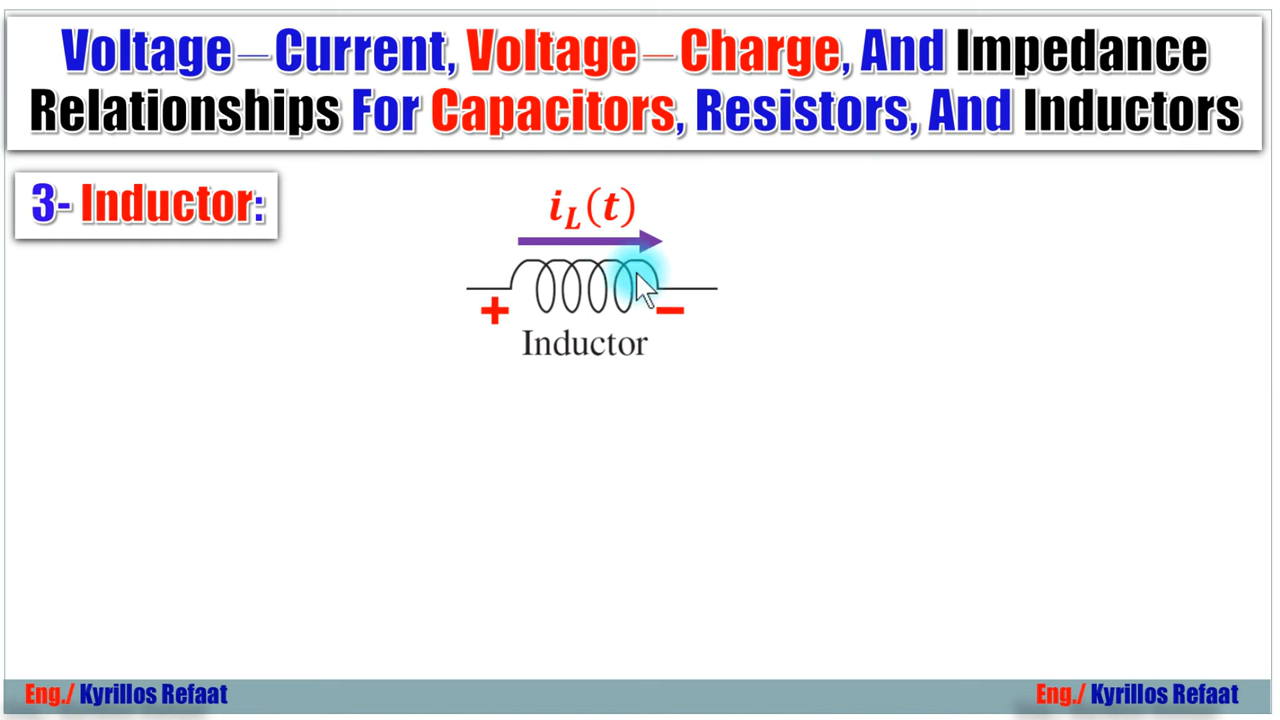 Voltage—Current, Voltage—Charge, And Impedance
Relationships For Capacitors, Resistors, And Inductors
3- Inductor:
i_L(t)
+ −
Inductor
Eng./ Kyrillos Refaat
Eng./ Kyrillos Refaat